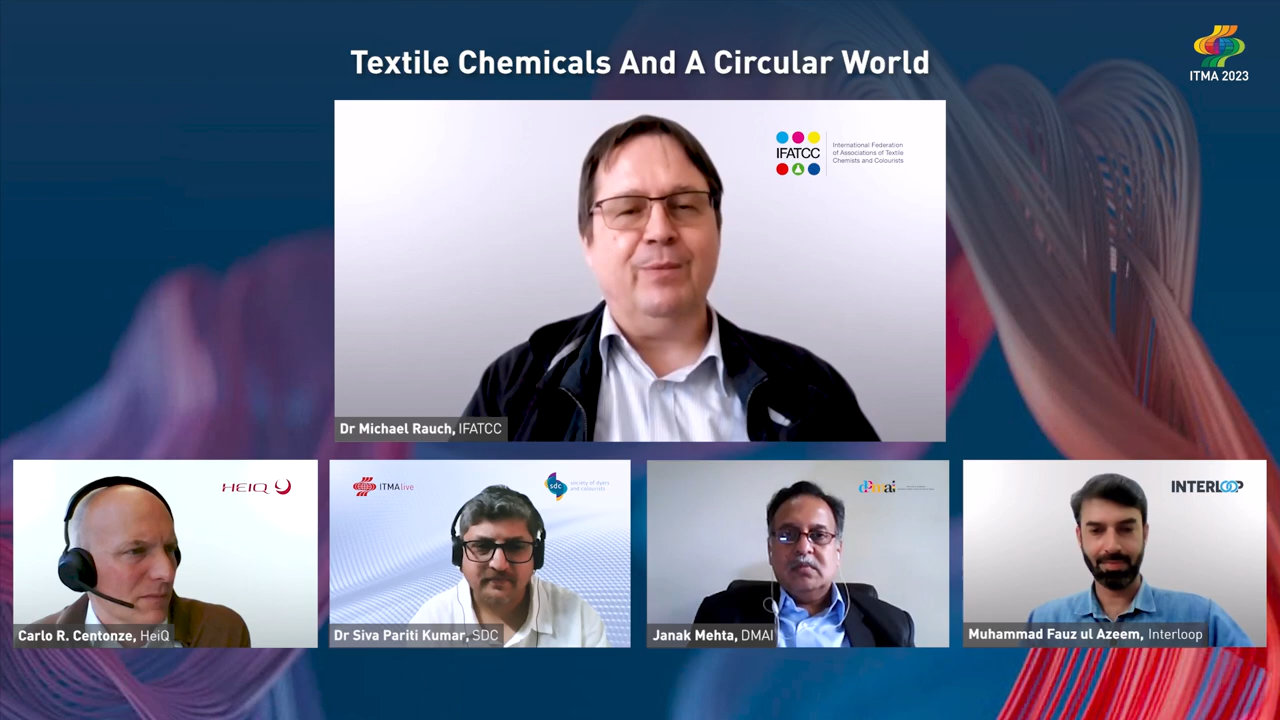 Textile Chemicals And A Circular World
ITMA 2023
IFATCC
International Federation
of Associations of Textile
Chemists and Colourists
Dr Michael Rauch, IFATCC
HEIQ
Carlo R. Centonze, HeiQ
ITMAlive
sdc
society of dyers
and colourists
Dr Siva Pariti Kumar, SDC
dmai
Janak Mehta, DMAI
INTERLOOP
Muhammad Fauz ul Azeem, Interloop